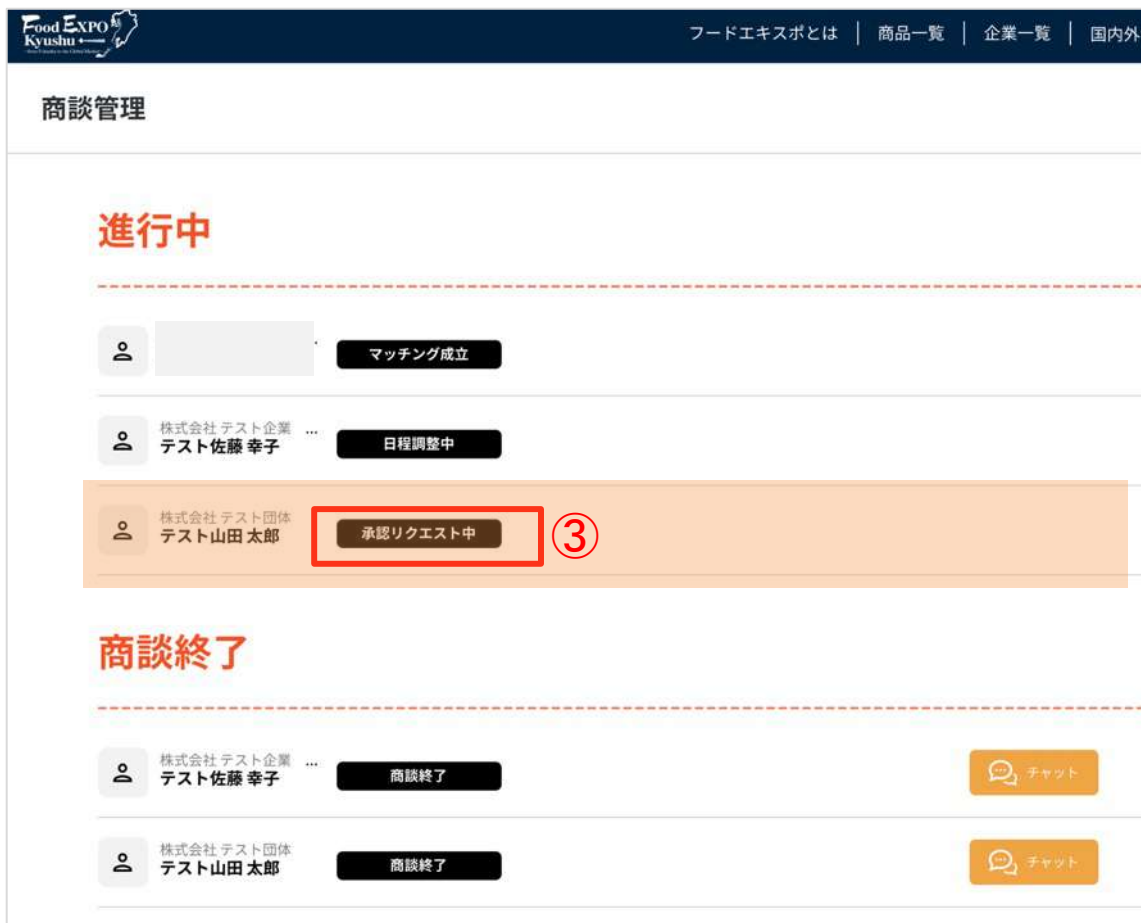 Food EXPO
Kyushu
フードエキスポとは | 商品一覧 | 企業一覧 | 国内外
商談管理
進行中
マッチング成立
株式会社 テスト企業 ...
テスト佐藤 幸子
日程調整中
株式会社 テスト団体
テスト山田 太郎
承認リクエスト中
③
商談終了
株式会社 テスト企業 ...
テスト佐藤 幸子
商談終了
チャット
株式会社 テスト団体
テスト山田 太郎
商談終了
チャット